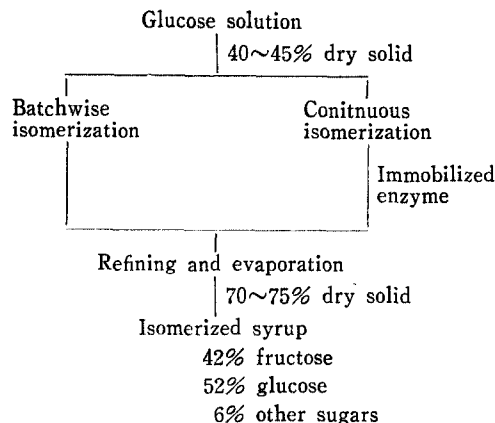 Glucose solution
40~45% dry solid
Batchwise
isomerization
Conitnuous
isomerization
Immobilized
enzyme
Refining and evaporation
70~75% dry solid
Isomerized syrup
42% fructose
52% glucose
6% other sugars